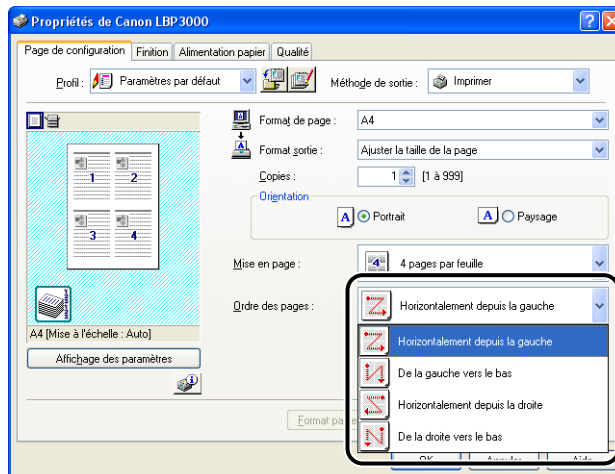 Propriétés de Canon LBP3000
Page de configuration Finition Alimentation papier Qualité
Profil : Paramètres par défaut Méthode de sortie : Imprimer
Format de page : A4
Format sortie : Ajuster la taille de la page
Copies : 1 [1 à 999]
Orientation
A Portrait A Paysage
1 2
3 4
Mise en page : 4 4 pages par feuille
Ordre des pages : Horizontalement depuis la gauche
A4 [Mise à l'échelle : Auto]
Horizontalement depuis la gauche
Affichage des paramètres
De la gauche vers le bas
Horizontalement depuis la droite
De la droite vers le bas
Format
OK Annuler Aide